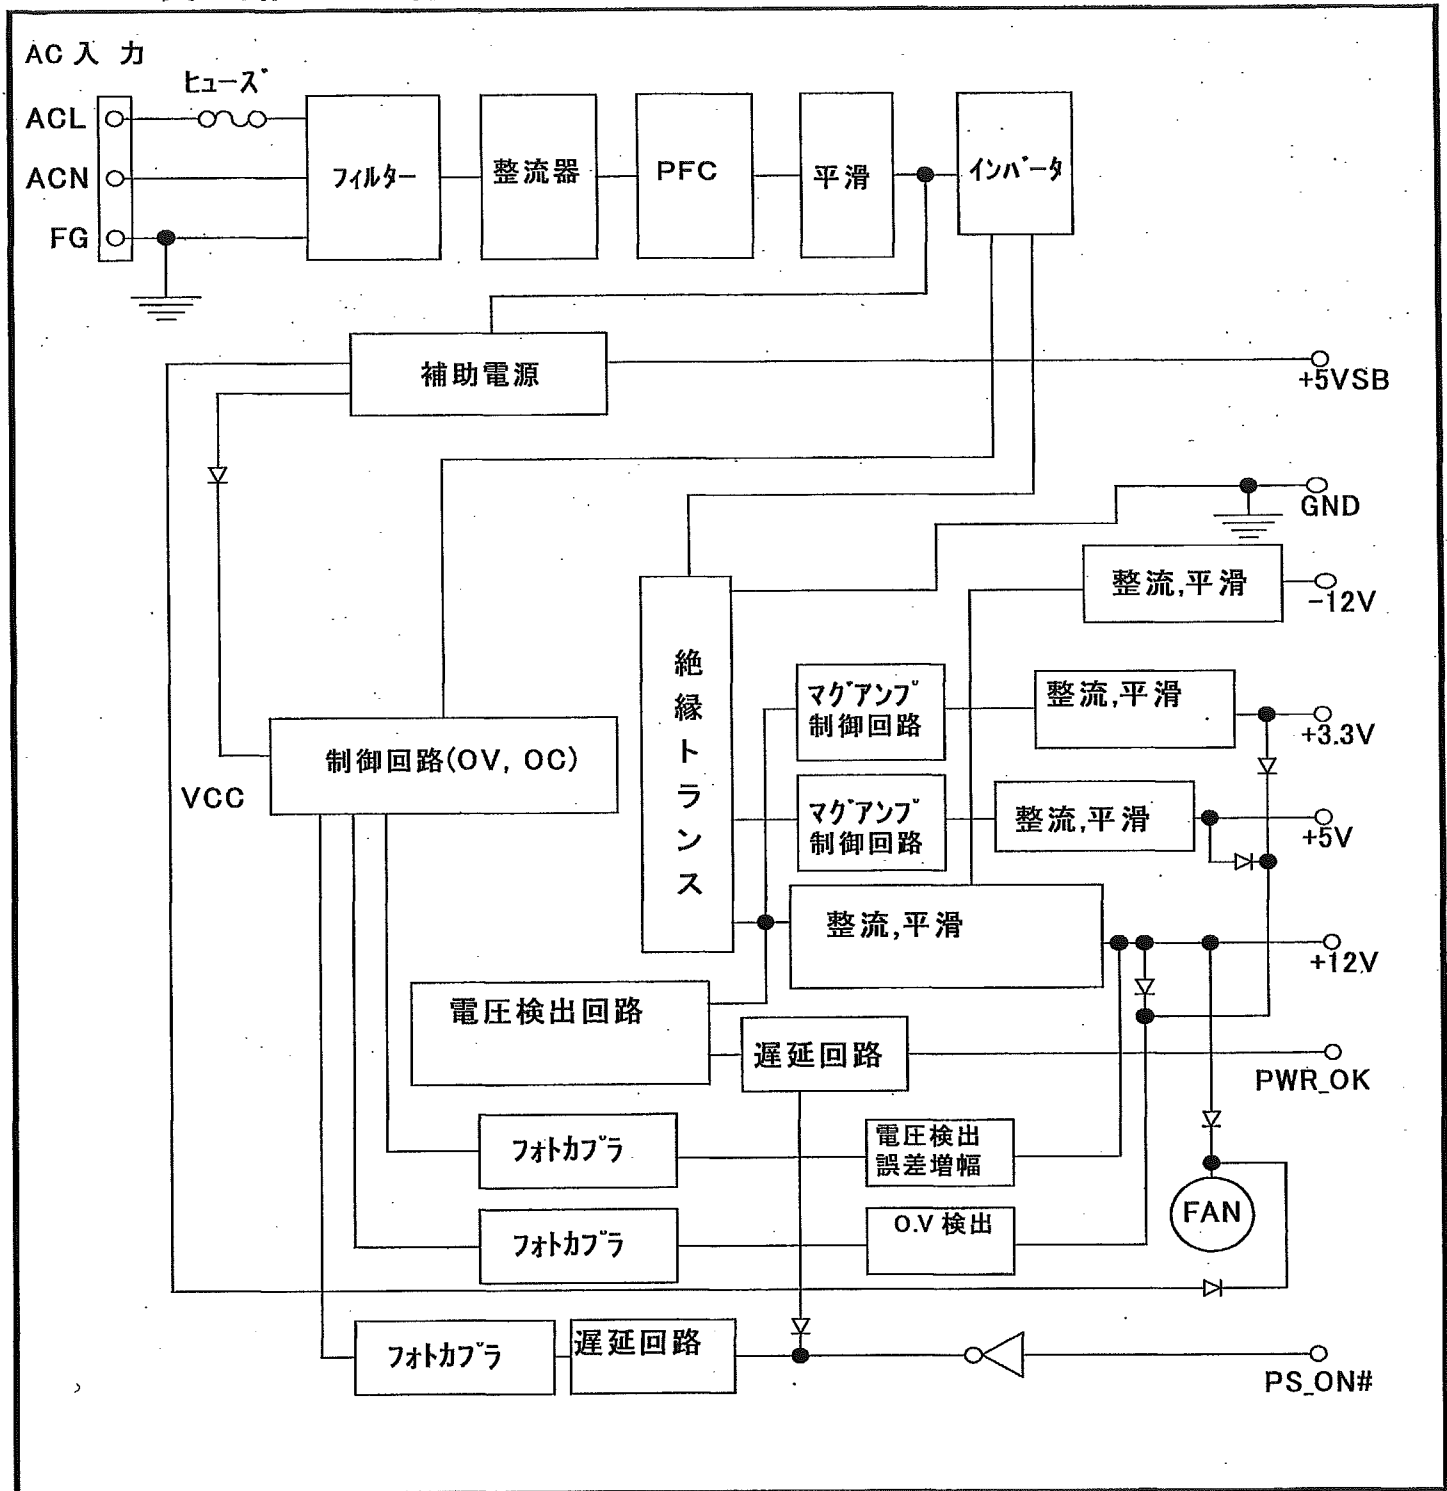 AC 入 力
ヒューズ
ACL
ACN
FG
フィルター
整流器
PFC
平滑
インバータ
補助電源
+5VSB
GND
整流,平滑
-12V
絶縁トランス
マグアンプ
制御回路
整流,平滑
+3.3V
制御回路(OV, OC)
VCC
マグアンプ
制御回路
整流,平滑
+5V
整流,平滑
+12V
電圧検出回路
遅延回路
PWR_OK
フォトカプラ
電圧検出
誤差増幅
フォトカプラ
O.V 検出
FAN
フォトカプラ
遅延回路
PS_ON#